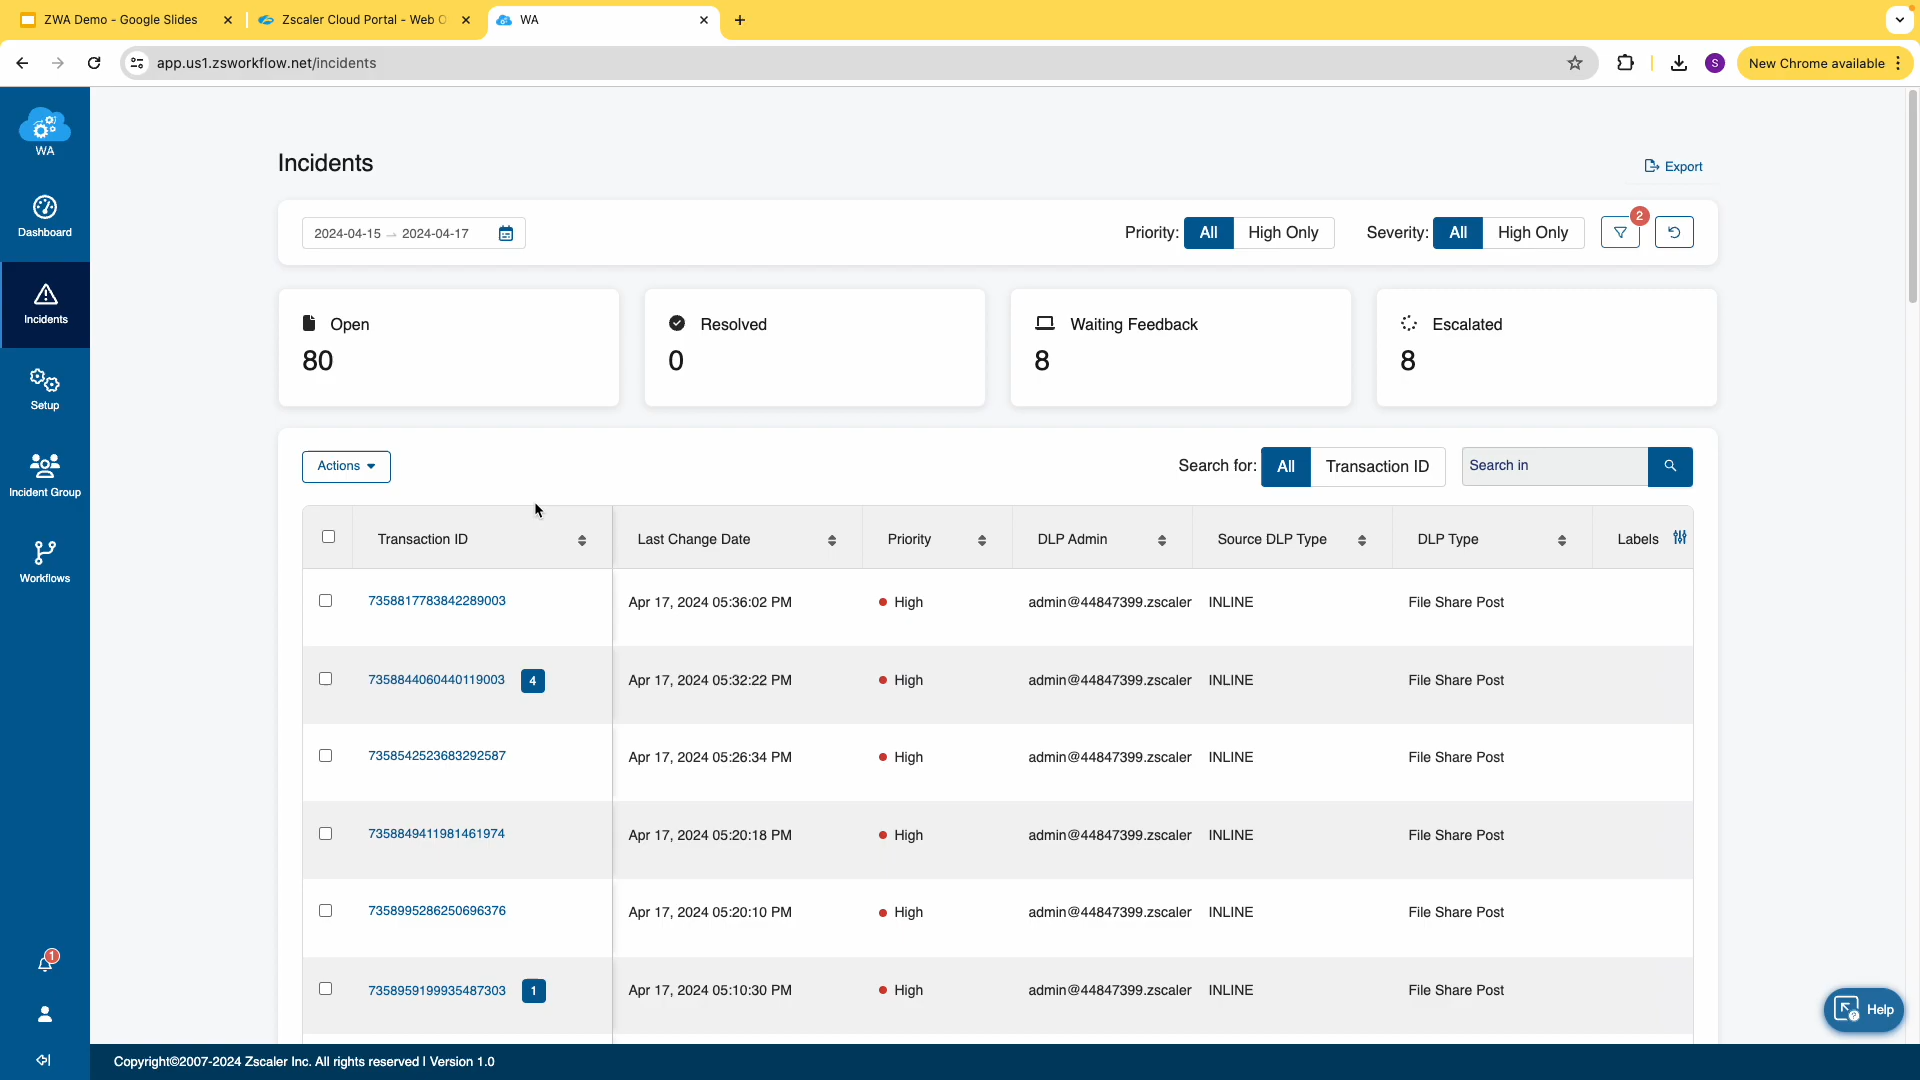 ZWA Demo - Google Slides
Zscaler Cloud Portal - Web
WA
app.us1.zsworkflow.net/incidents
S
New Chrome available
WA
Dashboard
Incidents
Setup
Incident Group
Workflows
1
Incidents
Export
2024-04-15 → 2024-04-17
Priority: All High Only
Severity: All High Only
2
Open
80
Resolved
0
Waiting Feedback
8
Escalated
8
Actions
Search for: All Transaction ID
Search in
Transaction ID Last Change Date Priority DLP Admin Source DLP Type DLP Type Labels
7358817783842289003 Apr 17, 2024 05:36:02 PM High admin@44847399.zscaler INLINE File Share Post
7358844060440119003 4 Apr 17, 2024 05:32:22 PM High admin@44847399.zscaler INLINE File Share Post
7358542523683292587 Apr 17, 2024 05:26:34 PM High admin@44847399.zscaler INLINE File Share Post
7358849411981461974 Apr 17, 2024 05:20:18 PM High admin@44847399.zscaler INLINE File Share Post
7358995286250696376 Apr 17, 2024 05:20:10 PM High admin@44847399.zscaler INLINE File Share Post
7358959199935487303 1 Apr 17, 2024 05:10:30 PM High admin@44847399.zscaler INLINE File Share Post
Help
Copyright©2007-2024 Zscaler Inc. All rights reserved | Version 1.0